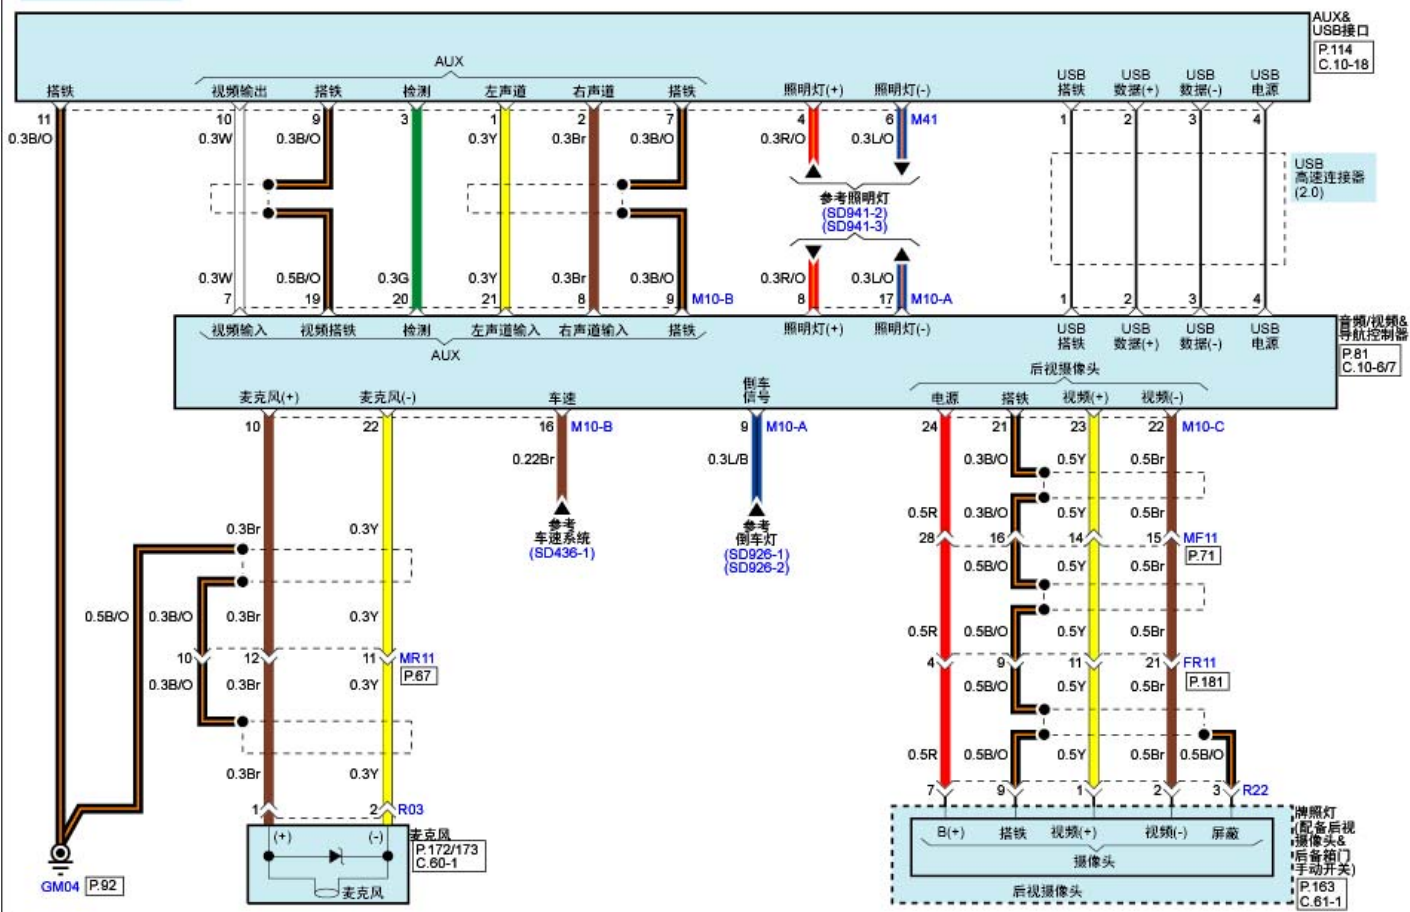 AUX&
USB接口
P.114
C.10-18
AUX
搭铁
视频输出
搭铁
检测
左声道
右声道
搭铁
照明灯(+)
照明灯(-)
USB
搭铁
USB
数据(+)
USB
数据(-)
USB
电源
11
10
9
3
1
2
7
4
6
M41
1
2
3
4
0.3B/O
0.3W
0.3B/O
0.3Y
0.3Br
0.3B/O
0.3R/O
0.3L/O
USB
高速连接器
(2.0)
参考照明灯
(SD941-2)
(SD941-3)
0.3W
0.5B/O
0.3G
0.3Y
0.3Br
0.3B/O
0.3R/O
0.3L/O
7
19
20
21
8
9
M10-B
8
17
M10-A
1
2
3
4
视频输入
视频搭铁
检测
左声道输入
右声道输入
搭铁
照明灯(+)
照明灯(-)
USB
搭铁
USB
数据(+)
USB
数据(-)
USB
电源
AUX
音频/视频&
导航控制器
P.81
C.10-6/7
后视摄像头
麦克风(+)
麦克风(-)
车速
倒车
信号
电源
搭铁
视频(+)
视频(-)
10
22
16
M10-B
9
M10-A
24
21
23
22
M10-C
0.22Br
0.3L/B
0.3B/O
0.5Y
0.5Br
0.3Br
0.3Y
参考
车速系统
(SD436-1)
参考
倒车灯
(SD926-1)
(SD926-2)
0.5R
0.3B/O
0.5Y
0.5Br
28
16
14
15
MF11
P.71
0.5B/O
0.5Y
0.5Br
0.5B/O
0.3B/O
0.3Br
0.3Y
0.5R
0.5B/O
0.5Y
0.5Br
10
12
11
MR11
P.67
4
9
11
21
FR11
P.181
0.3B/O
0.3Br
0.3Y
0.5B/O
0.5Y
0.5Br
0.3Br
0.3Y
0.5R
0.5B/O
0.5Y
0.5Br
0.5B/O
1
2
R03
7
9
1
2
3
R22
(+)
(-)
麦克风
P.172/173
C.60-1
麦克风
GM04
P.92
B(+)
搭铁
视频(+)
视频(-)
屏蔽
摄像头
后视摄像头
牌照灯
(配备后视
摄像头&
后备箱门
手动开关)
P.163
C.61-1